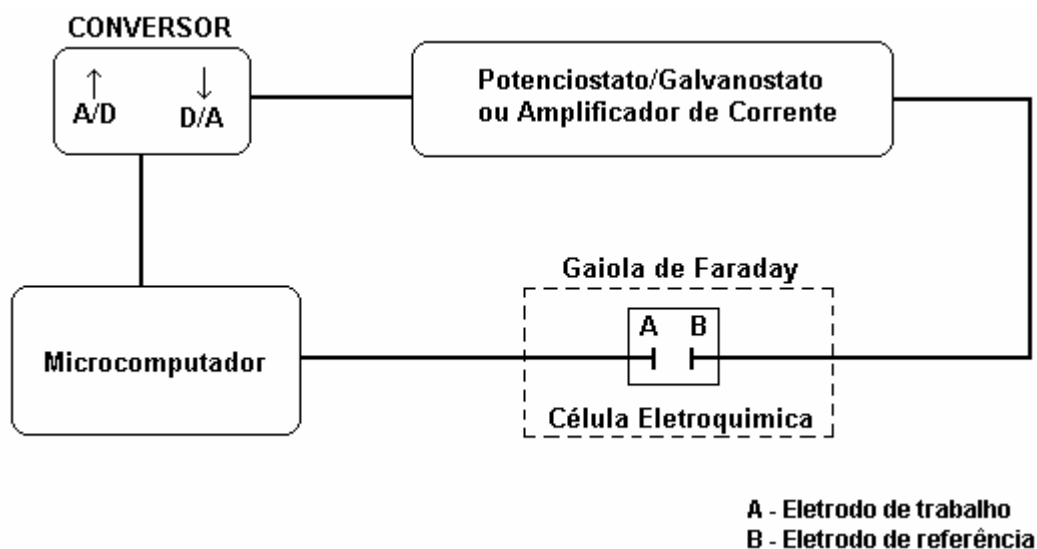 CONVERSOR
A/D D/A
Potenciostato/Galvanostato
ou Amplificador de Corrente
Gaiola de Faraday
A B
Microcomputador
Célula Eletroquimica
A - Eletrodo de trabalho
B - Eletrodo de referência